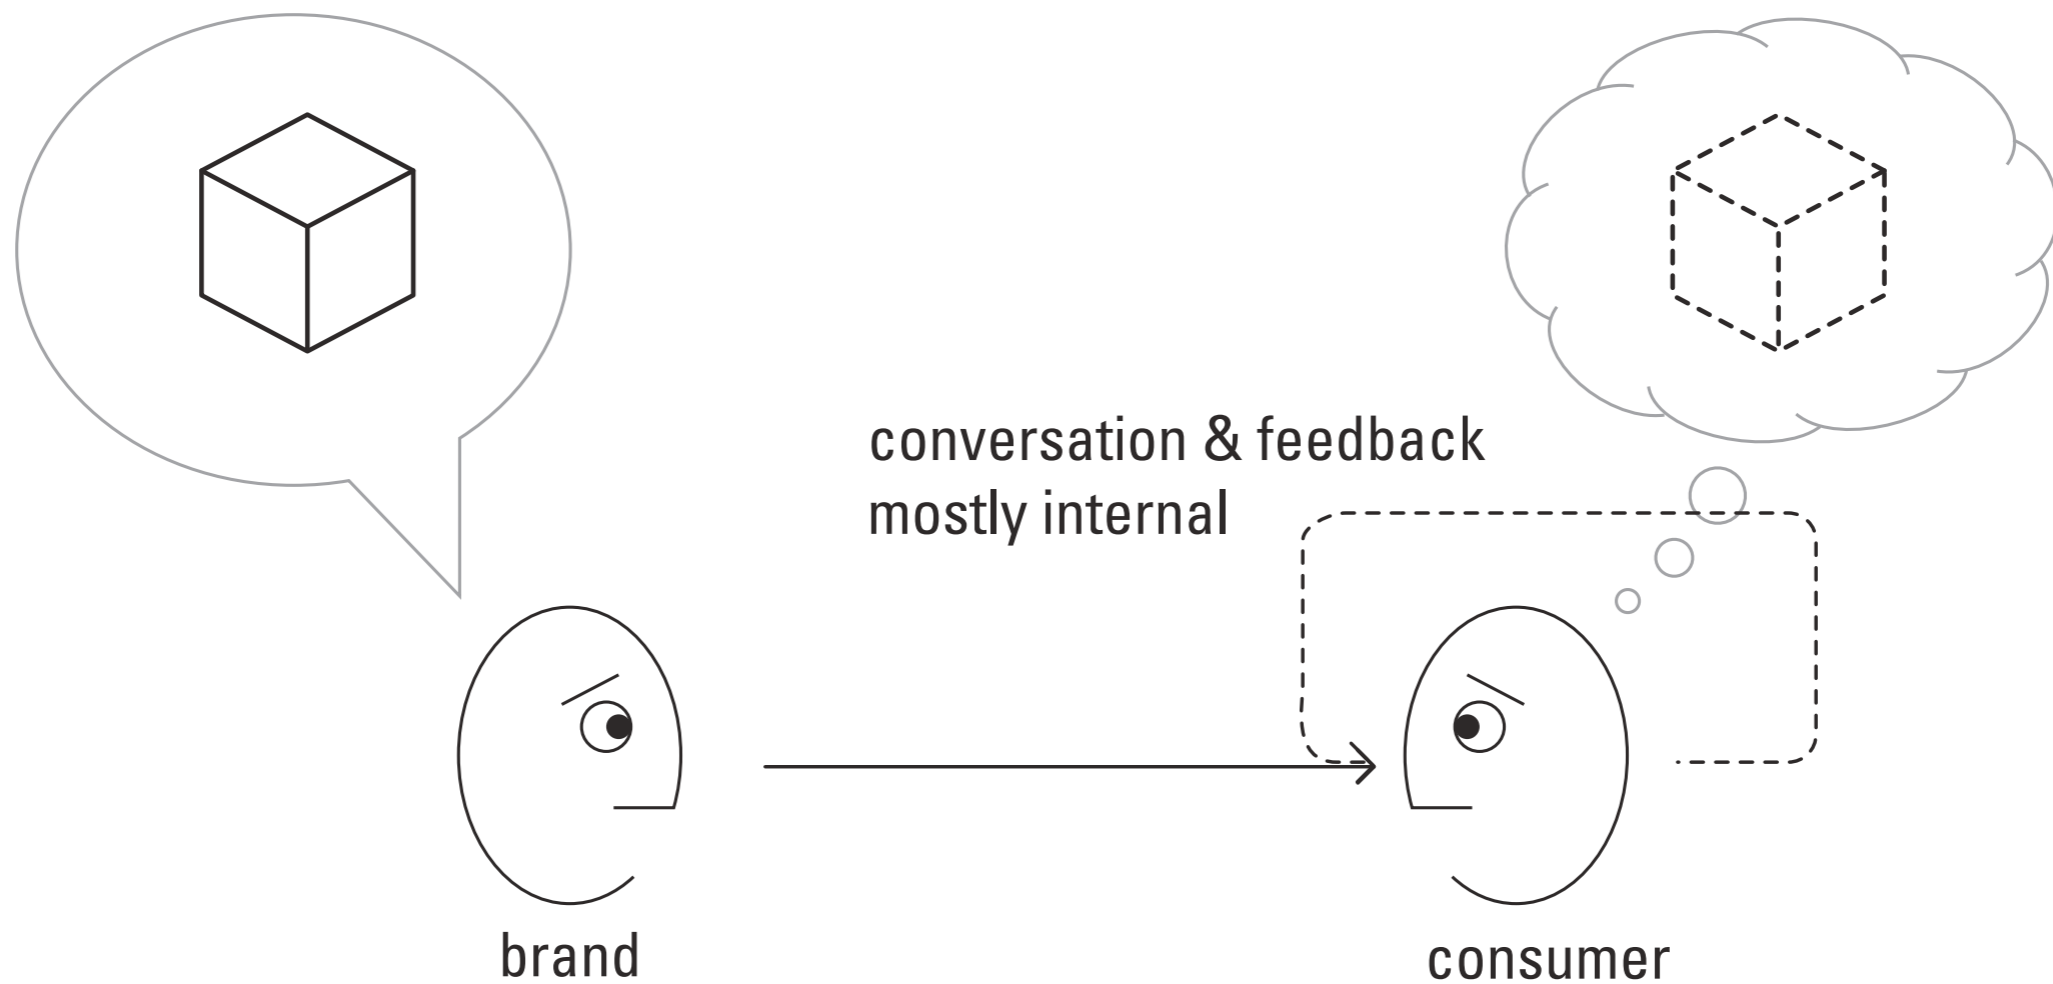 conversation & feedback
mostly internal
brand
consumer